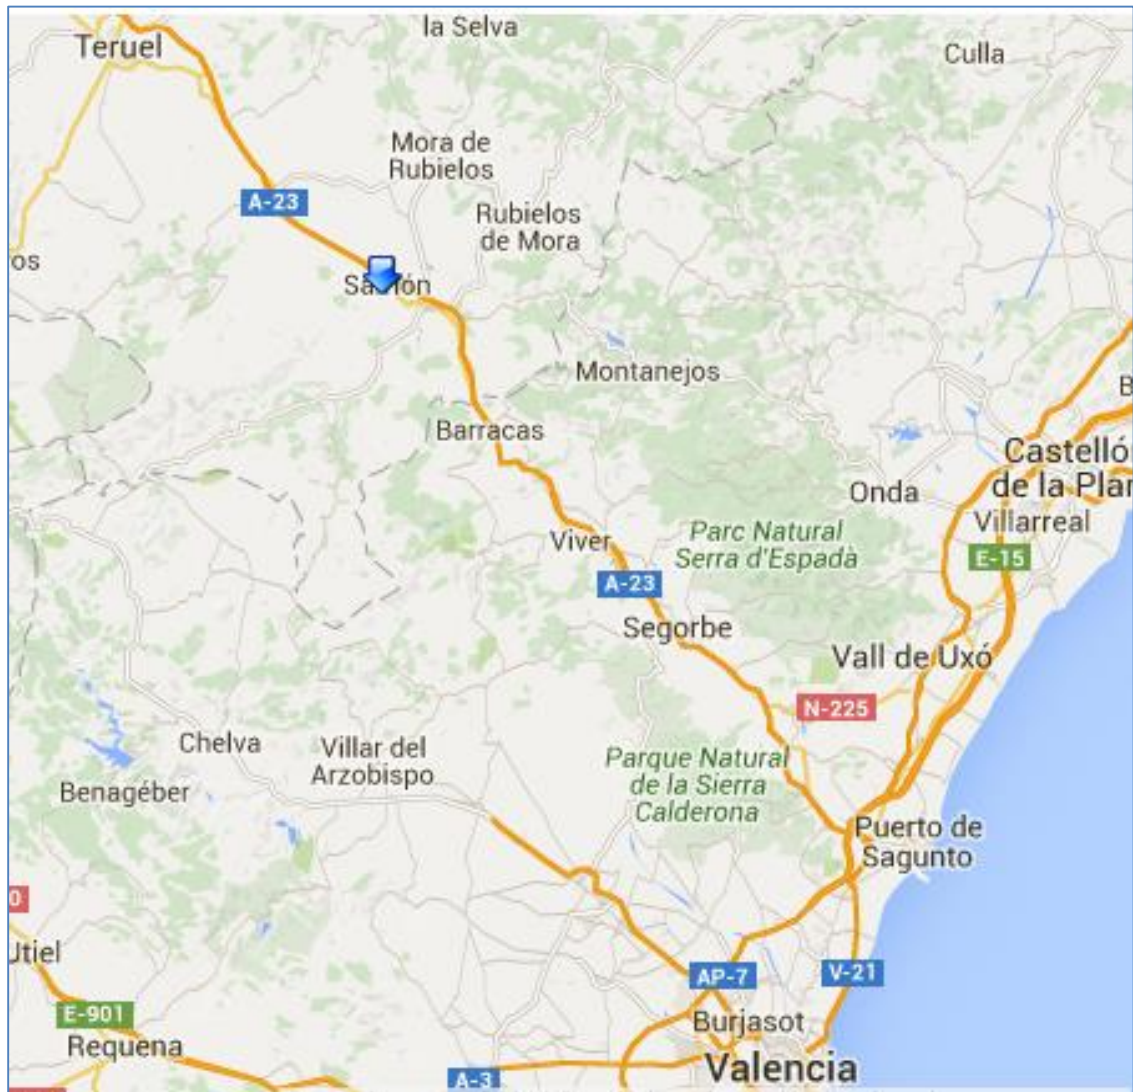 la Selva
Teruel
Culla
Mora de
Rubielos
A-23
Rubielos
de Mora
os
Montanejos
B
Barracas
Castelló
de la Plan
Onda
Villarreal
Parc Natural
Serra d'Espadà
Viver
E-15
A-23
Segorbe
Vall de Uxó
N-225
Chelva
Villar del
Arzobispo
Parque Natural
de la Sierra
Calderona
Benagéber
Puerto de
Sagunto
0
Utiel
AP-7
V-21
E-901
Burjasot
Requena
Valencia
A-3